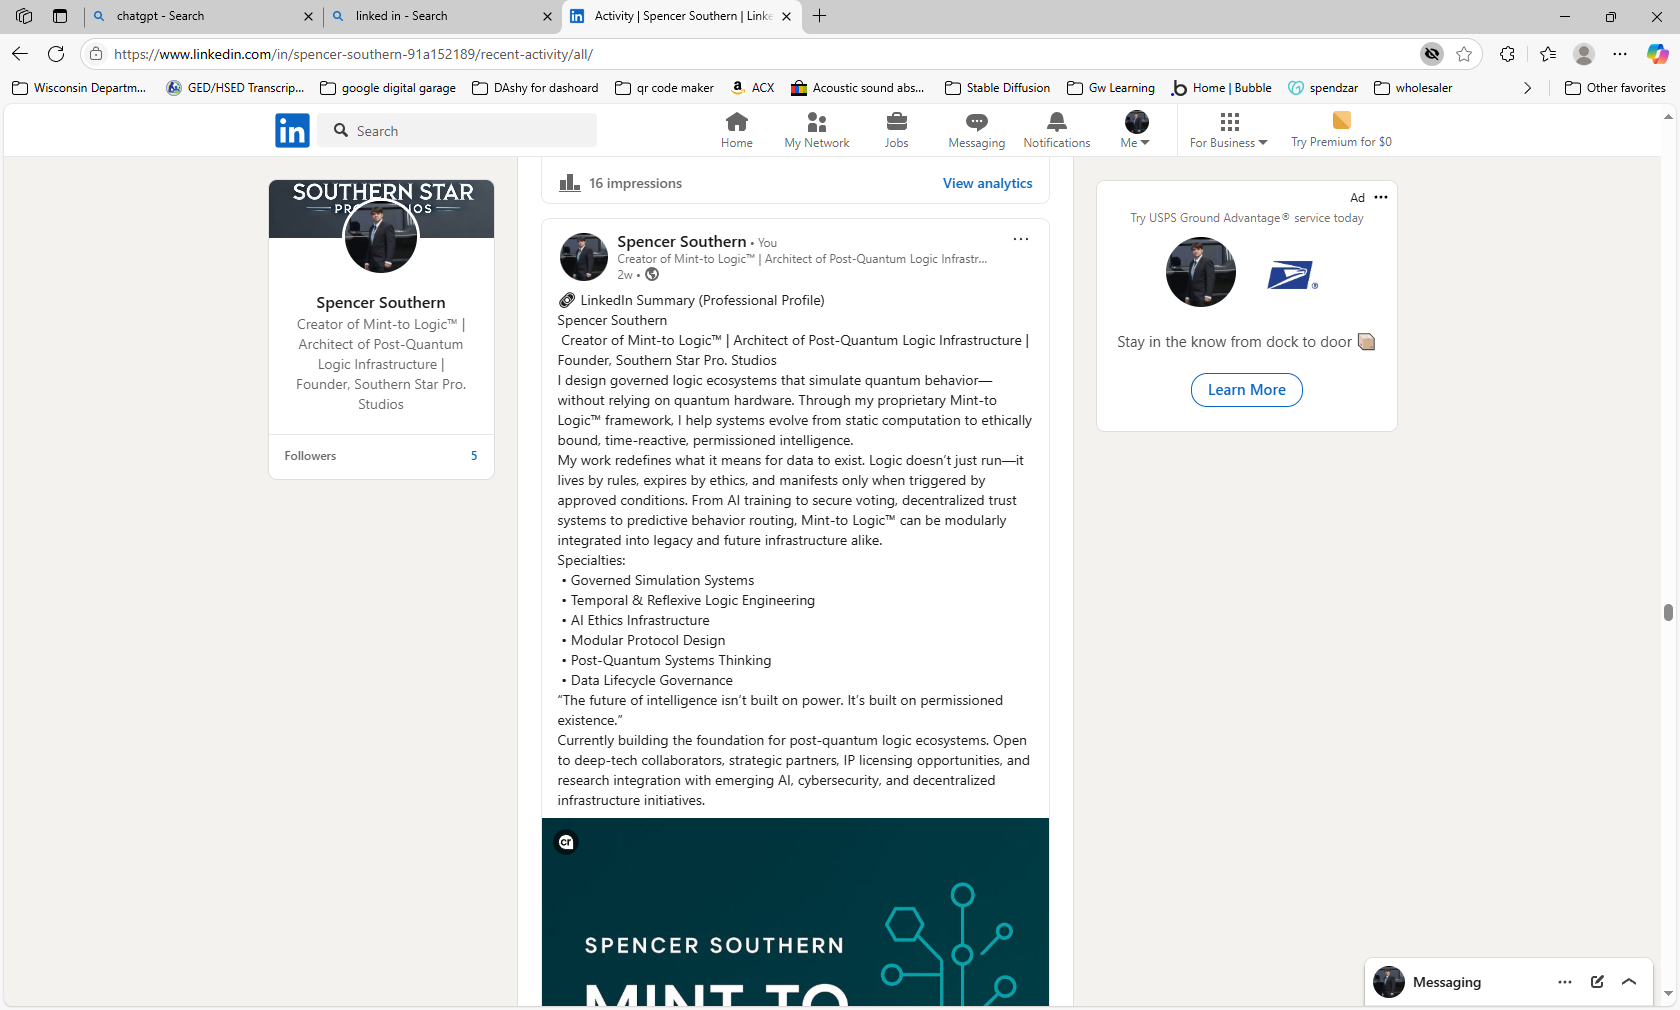 chatgpt - Search
linked in - Search
Activity | Spencer Southern | Linke
https://www.linkedin.com/in/spencer-southern-91a152189/recent-activity/all/
Wisconsin Departm...
GED/HSED Transcrip...
google digital garage
DAshy for dashoard
qr code maker
ACX
Acoustic sound abs...
Stable Diffusion
Gw Learning
Home | Bubble
spendzar
wholesaler
Other favorites
in
Search
Home
My Network
Jobs
Messaging
Notifications
Me
For Business
Try Premium for $0
SOUTHERN STAR
Spencer Southern
Creator of Mint-to Logic™ |
Architect of Post-Quantum
Logic Infrastructure |
Founder, Southern Star Pro.
Studios
Followers 5
16 impressions
View analytics
Spencer Southern • You
Creator of Mint-to Logic™ | Architect of Post-Quantum Logic Infrastr...
2w •
LinkedIn Summary (Professional Profile)
Spencer Southern
Creator of Mint-to Logic™ | Architect of Post-Quantum Logic Infrastructure |
Founder, Southern Star Pro. Studios
I design governed logic ecosystems that simulate quantum behavior—
without relying on quantum hardware. Through my proprietary Mint-to
Logic™ framework, I help systems evolve from static computation to ethically
bound, time-reactive, permissioned intelligence.
My work redefines what it means for data to exist. Logic doesn’t just run—it
lives by rules, expires by ethics, and manifests only when triggered by
approved conditions. From AI training to secure voting, decentralized trust
systems to predictive behavior routing, Mint-to Logic™ can be modularly
integrated into legacy and future infrastructure alike.
Specialties:
• Governed Simulation Systems
• Temporal & Reflexive Logic Engineering
• AI Ethics Infrastructure
• Modular Protocol Design
• Post-Quantum Systems Thinking
• Data Lifecycle Governance
“The future of intelligence isn’t built on power. It’s built on permissioned
existence.”
Currently building the foundation for post-quantum logic ecosystems. Open
to deep-tech collaborators, strategic partners, IP licensing opportunities, and
research integration with emerging AI, cybersecurity, and decentralized
infrastructure initiatives.
cr
SPENCER SOUTHERN
MINT TO
Ad
Try USPS Ground Advantage® service today
Stay in the know from dock to door
Learn More
Messaging